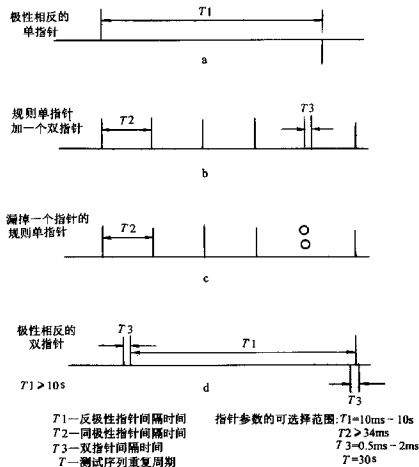 极性相反的
单指针
T1
a
规则单指针
加一个双指针
T2
T3
b
漏掉一个指针的
规则单指针
T2
c
极性相反的
双指针
T3
T1
T3
T1≥10s
d
T1—反极性指针间隔时间
T2—同极性指针间隔时间
T3—双指针间隔时间
T—测试序列重复周期
指针参数的可选择范围:T1=10ms~10s
T2≥34ms
T3=0.5ms~2ms
T=30s